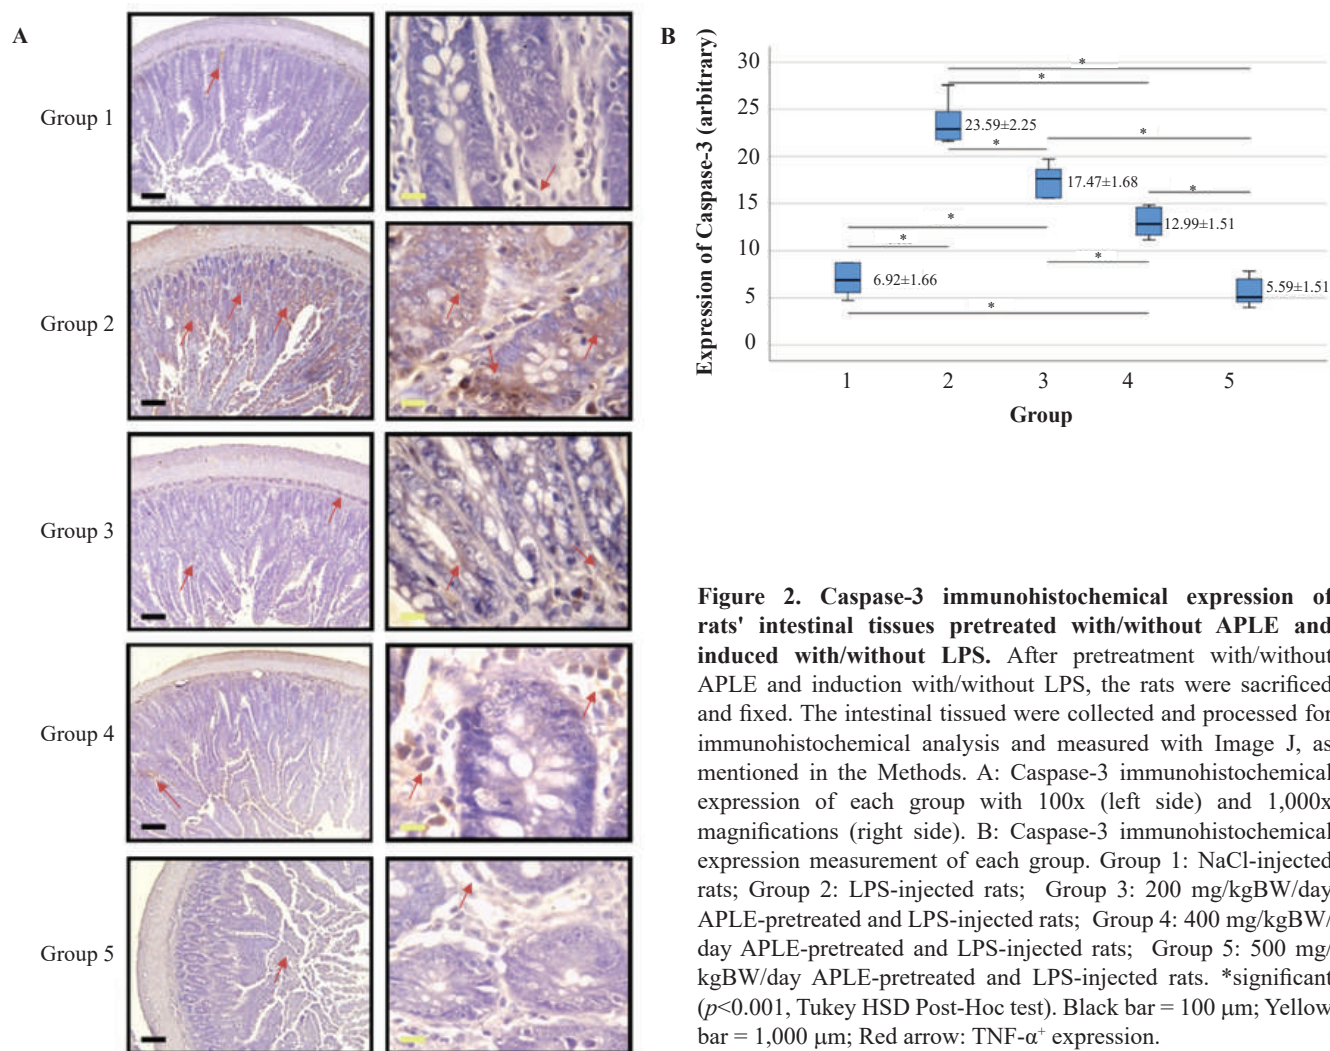 A
Group 1
Group 2
Group 3
Group 4
Group 5
B
Expression of Caspase-3 (arbitrary)
30
25
20
15
10
5
0
*
*
23.59±2.25
*
*
17.47±1.68
*
12.99±1.51
*
*
*
6.92±1.66
5.59±1.51
*
1 2 3 4 5
Group
Figure 2. Caspase-3 immunohistochemical expression of
rats' intestinal tissues pretreated with/without APLE and
induced with/without LPS. After pretreatment with/without
APLE and induction with/without LPS, the rats were sacrificed
and fixed. The intestinal tissued were collected and processed for
immunohistochemical analysis and measured with Image J, as
mentioned in the Methods. A: Caspase-3 immunohistochemical
expression of each group with 100x (left side) and 1,000x
magnifications (right side). B: Caspase-3 immunohistochemical
expression measurement of each group. Group 1: NaCl-injected
rats; Group 2: LPS-injected rats; Group 3: 200 mg/kgBW/day
APLE-pretreated and LPS-injected rats; Group 4: 400 mg/kgBW/
day APLE-pretreated and LPS-injected rats; Group 5: 500 mg/
kgBW/day APLE-pretreated and LPS-injected rats. *significant
(p<0.001, Tukey HSD Post-Hoc test). Black bar = 100 μm; Yellow
bar = 1,000 μm; Red arrow: TNF-α⁺ expression.